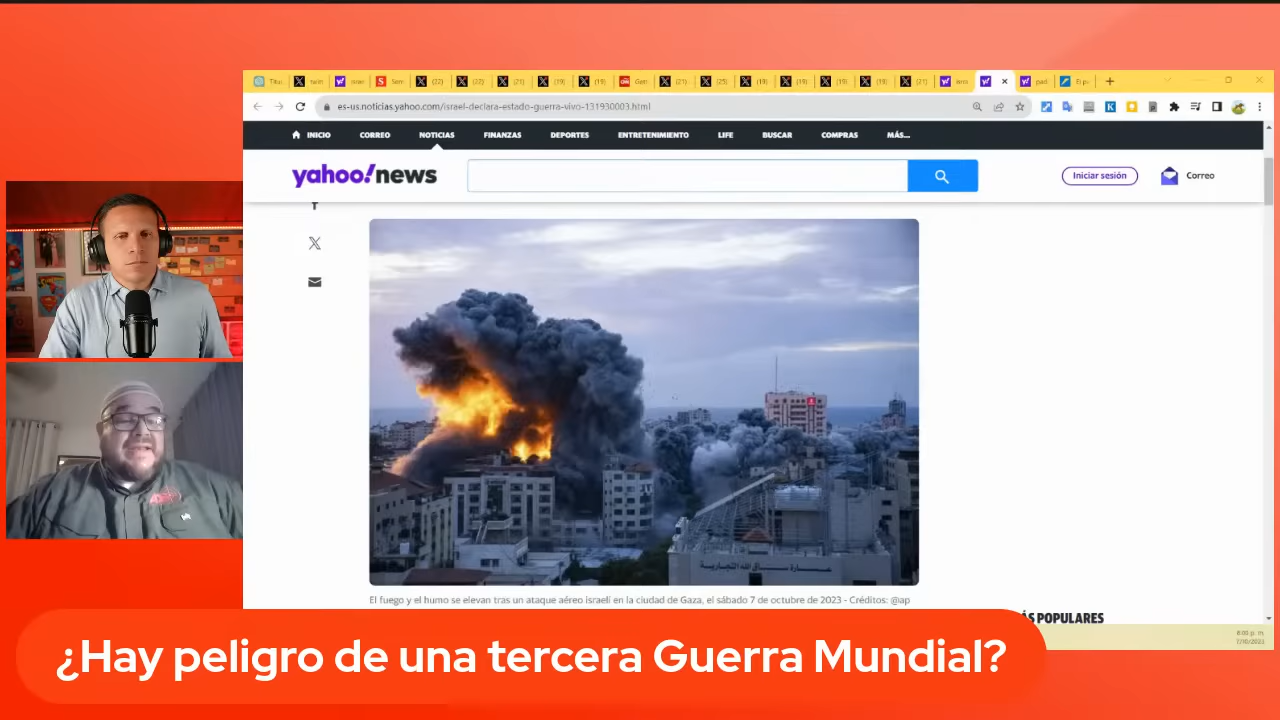 es-us.noticias.yahoo.com/israel-declara-estado-guerra-vivo-131930003.html
INICIO CORREO NOTICIAS FINANZAS DEPORTES ENTRETENIMIENTO LIFE BUSCAR COMPRAS MÁS...
yahoo!news
Iniciar sesión
Correo
El fuego y el humo se elevan tras un ataque aéreo israelí en la ciudad de Gaza, el sábado 7 de octubre de 2023 - Créditos: @ap
POPULARES
¿Hay peligro de una tercera Guerra Mundial?